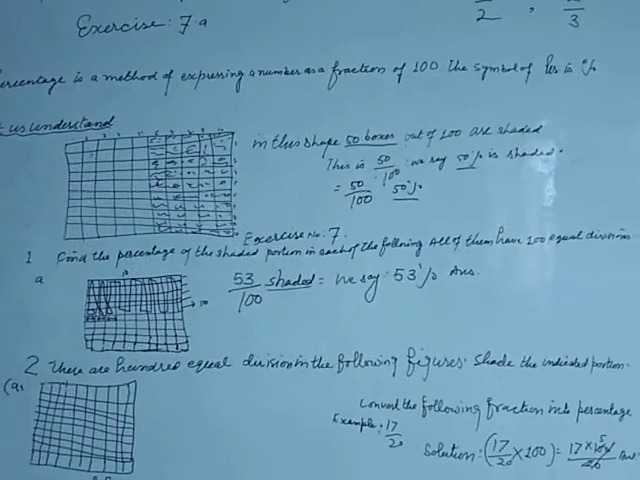 Exercise: 7.a
2 , 3
Percentage is a method of expressing a number as a fraction of 100. The symbol of Per is %
us understand
in this shape 50 boxes out of 100 are shaded
This is 50/100 we say 50% is shaded.
= 50/100 50%
Exercise No: 7.
1 Find the percentage of the shaded portion in each of the following All of them have 100 equal divisions
a
53/100 shaded = we say 53% Ans.
2 There are hundred equal division in the following figures. Shade the indicated portion.
(a)
Convert the following fraction into percentage
Example: 17/20
Solution: (17/20 × 100) = 17 × 100 5/20 Ans